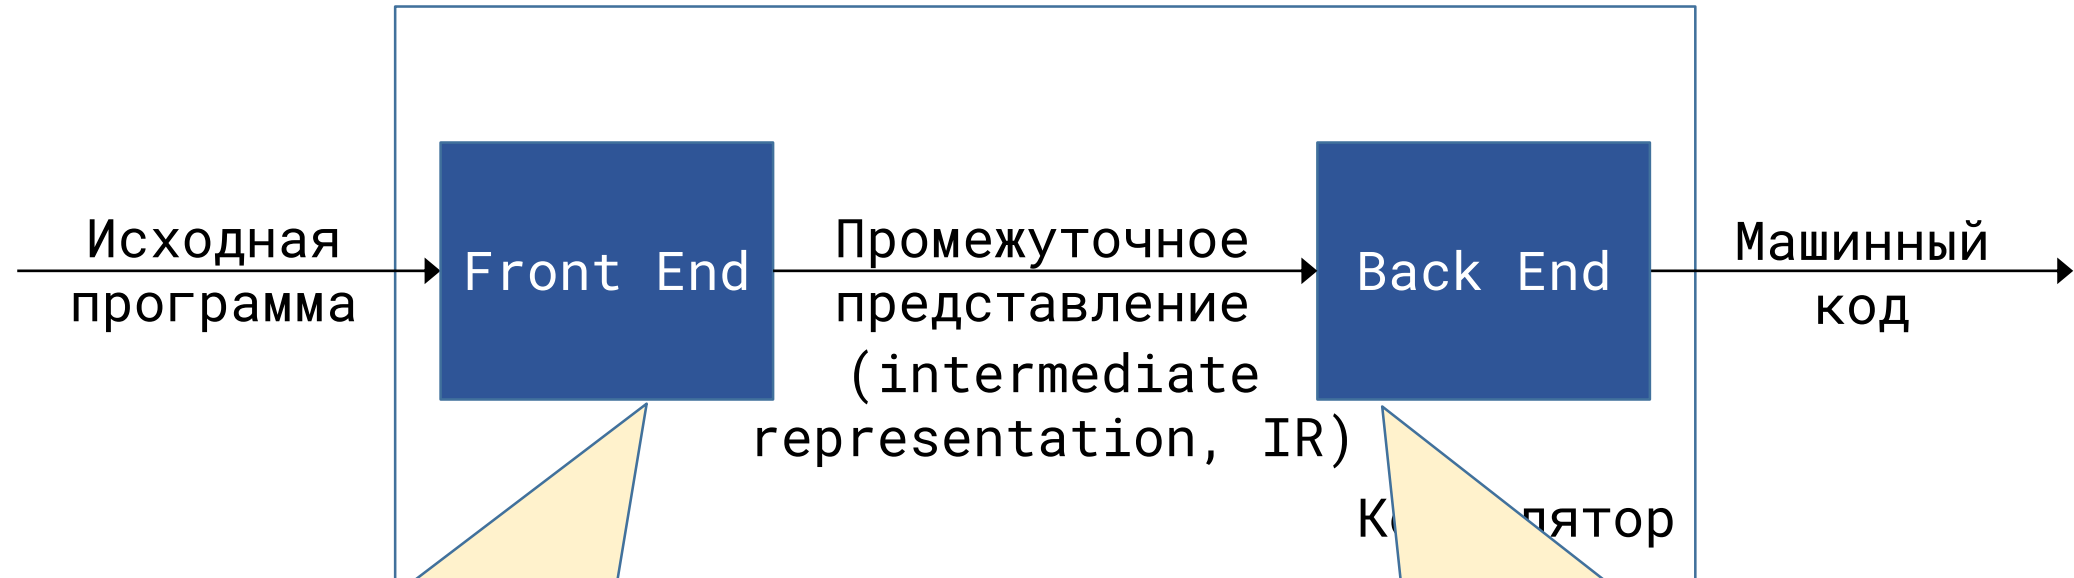 Исходная
программа
Front End
Промежуточное
представление
(intermediate
representation, IR)
Back End
Машинный
код